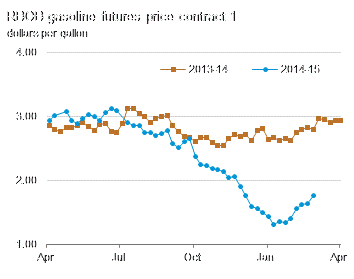 RBOB gasoline futures price contract 1
dollars per gallon
4.00
2013-14
2014-15
3.00
2.00
1.00
Apr
Jul
Oct
Jan
Apr